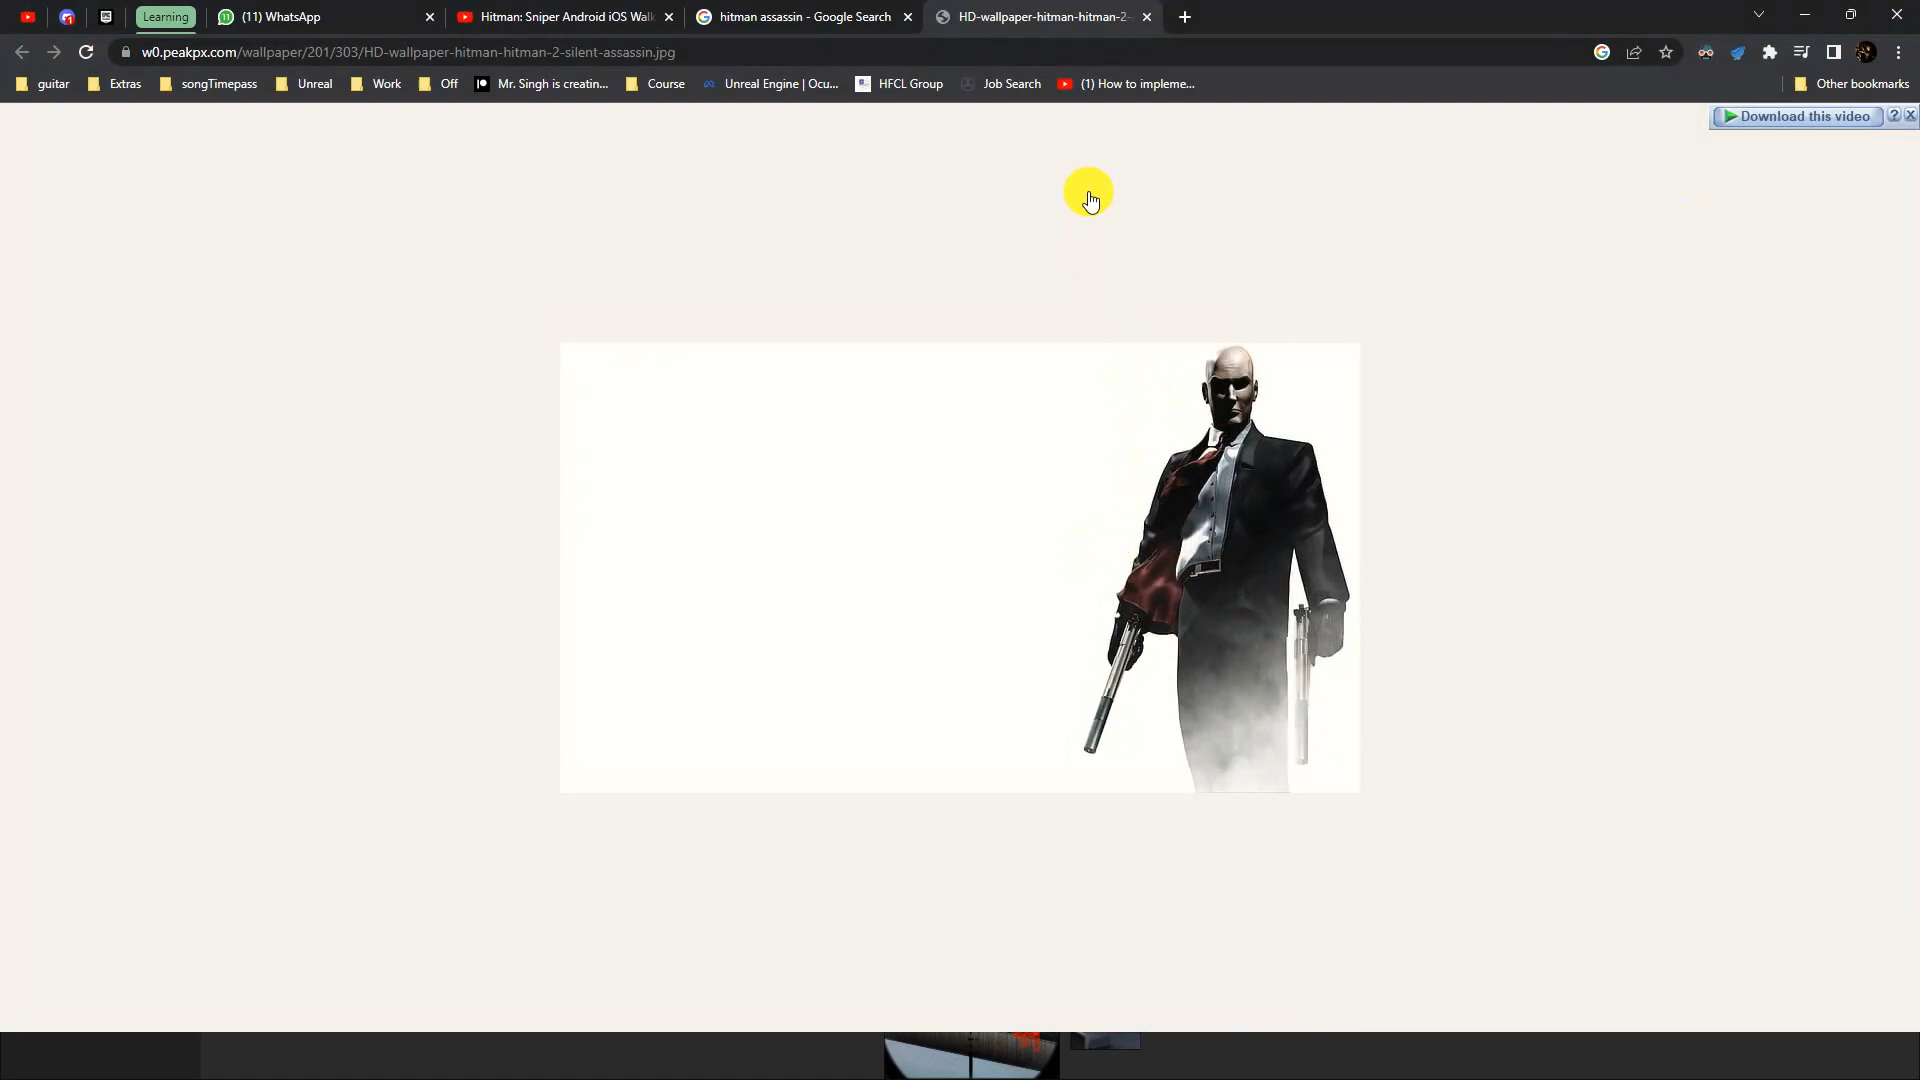 Learning
(11) WhatsApp
Hitman: Sniper Android iOS Walk
hitman assassin - Google Search
HD-wallpaper-hitman-hitman-2-
w0.peakpx.com/wallpaper/201/303/HD-wallpaper-hitman-hitman-2-silent-assassin.jpg
guitar
Extras
songTimepass
Unreal
Work
Off
Mr. Singh is creatin...
Course
Unreal Engine | Ocu...
HFCL Group
Job Search
(1) How to impleme...
Other bookmarks
Download this video
?